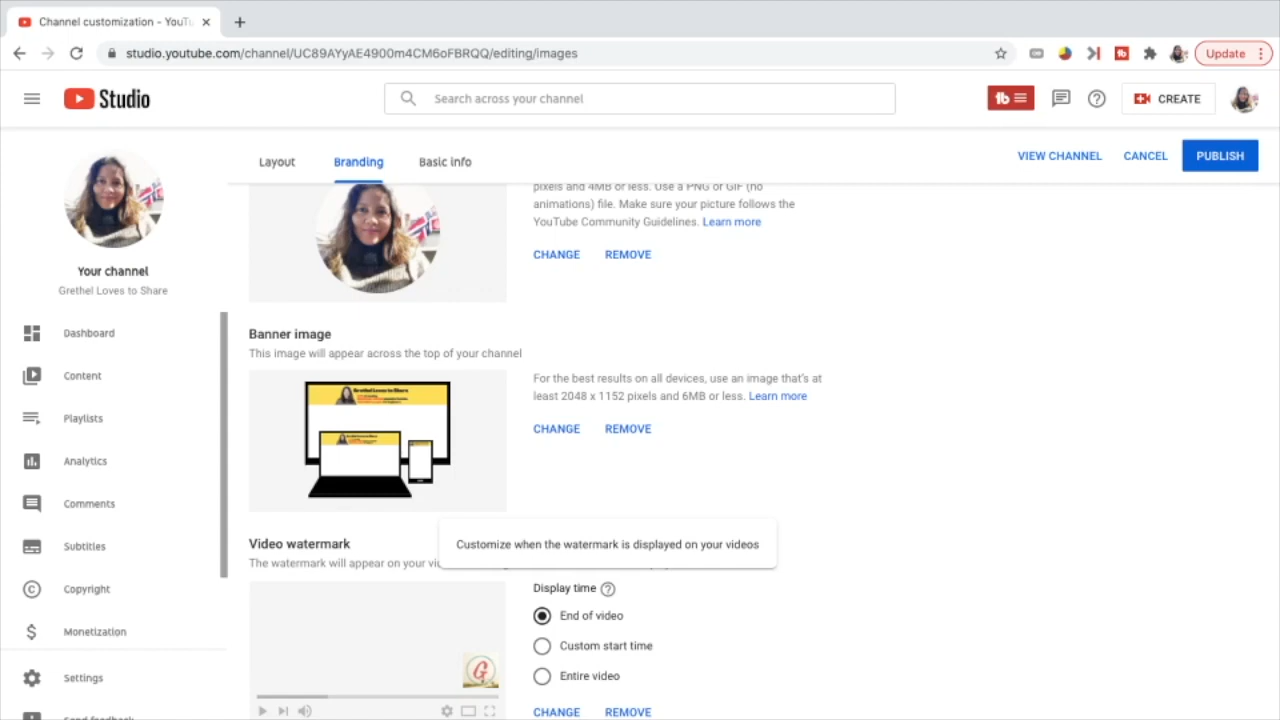 Channel customization - YouTu
studio.youtube.com/channel/UC89AYyAE4900m4CM6oFBRQQ/editing/images
Update
Studio
Search across your channel
CREATE
Layout
Branding
Basic info
VIEW CHANNEL
CANCEL
PUBLISH
Your channel
Grethel Loves to Share
Dashboard
Content
Playlists
Analytics
Comments
Subtitles
Copyright
Monetization
Settings
Send feedback
pixels and 4MB or less. Use a PNG or GIF (no
animations) file. Make sure your picture follows the
YouTube Community Guidelines. Learn more
CHANGE
REMOVE
Banner image
This image will appear across the top of your channel
Grethel Loves to Share
For the best results on all devices, use an image that's at
least 2048 x 1152 pixels and 6MB or less. Learn more
CHANGE
REMOVE
Video watermark
Customize when the watermark is displayed on your videos
The watermark will appear on your
Display time
End of video
Custom start time
Entire video
G
CHANGE
REMOVE